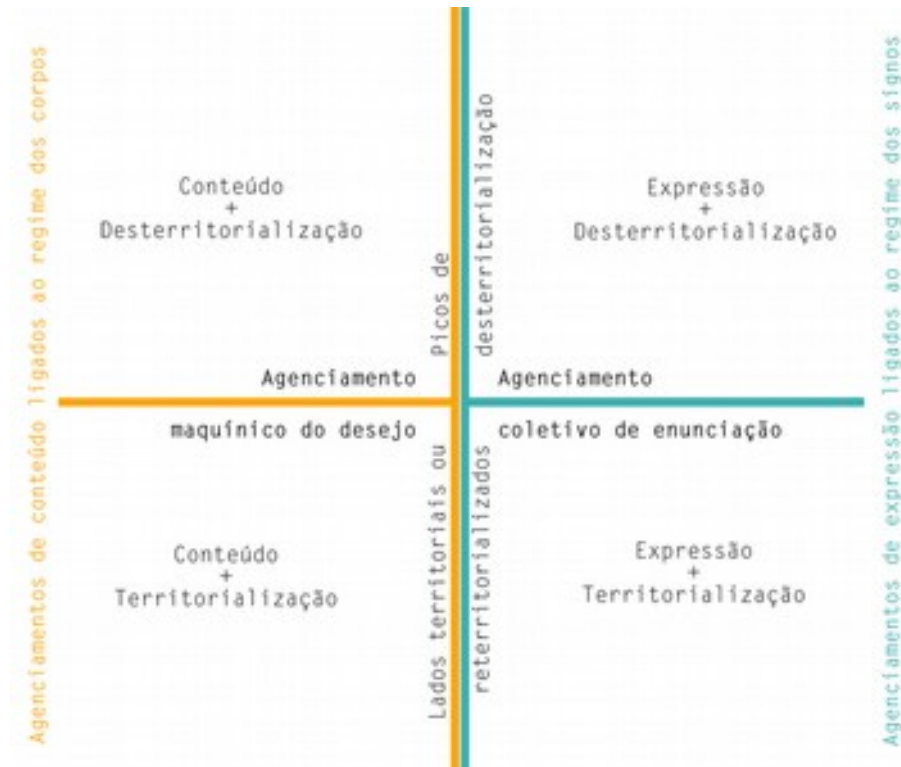 Agenciamentos de conteúdo ligados ao regime dos corpos
Conteúdo
+
Desterritorialização
Picos de
desterritorialização
Expressão
+
Desterritorialização
Agenciamento
maquínico do desejo
Agenciamento
coletivo de enunciação
Conteúdo
+
Territorialização
Lados territoriais ou
reterritorializados
Expressão
+
Territorialização
Agenciamentos de expressão ligados ao regime dos signos